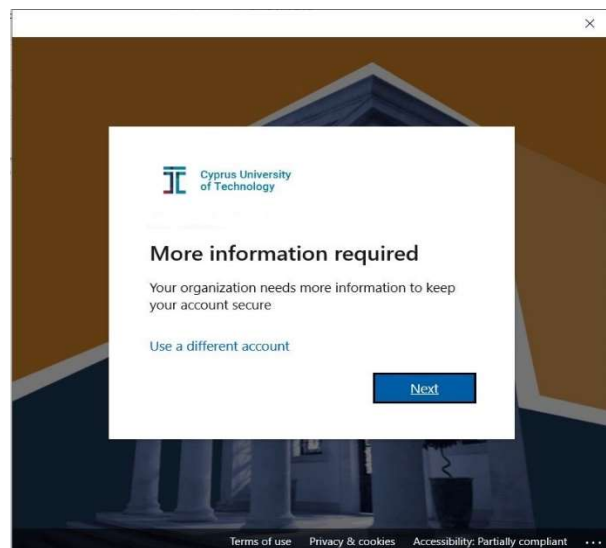 Cyprus University
of Technology
More information required
Your organization needs more information to keep
your account secure
Use a different account
Next
Terms of use Privacy & cookies Accessibility: Partially compliant ...